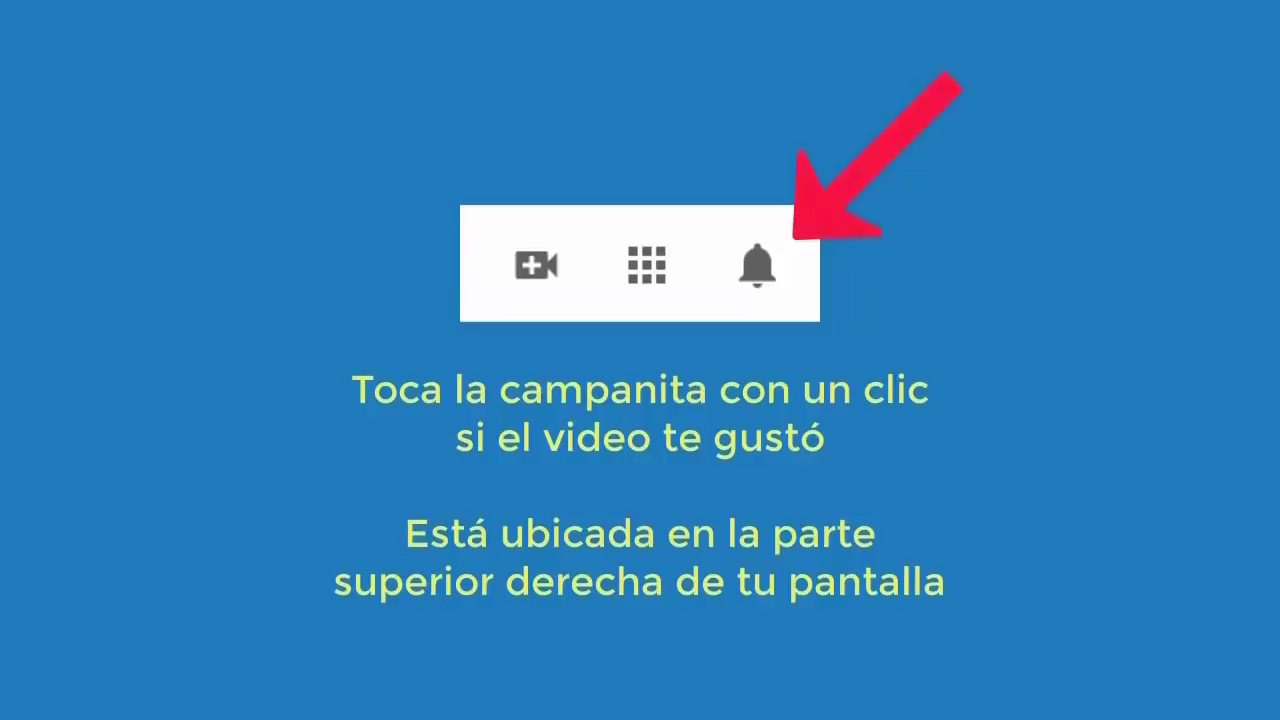 Toca la campanita con un clic
si el video te gustó
Está ubicada en la parte
superior derecha de tu pantalla